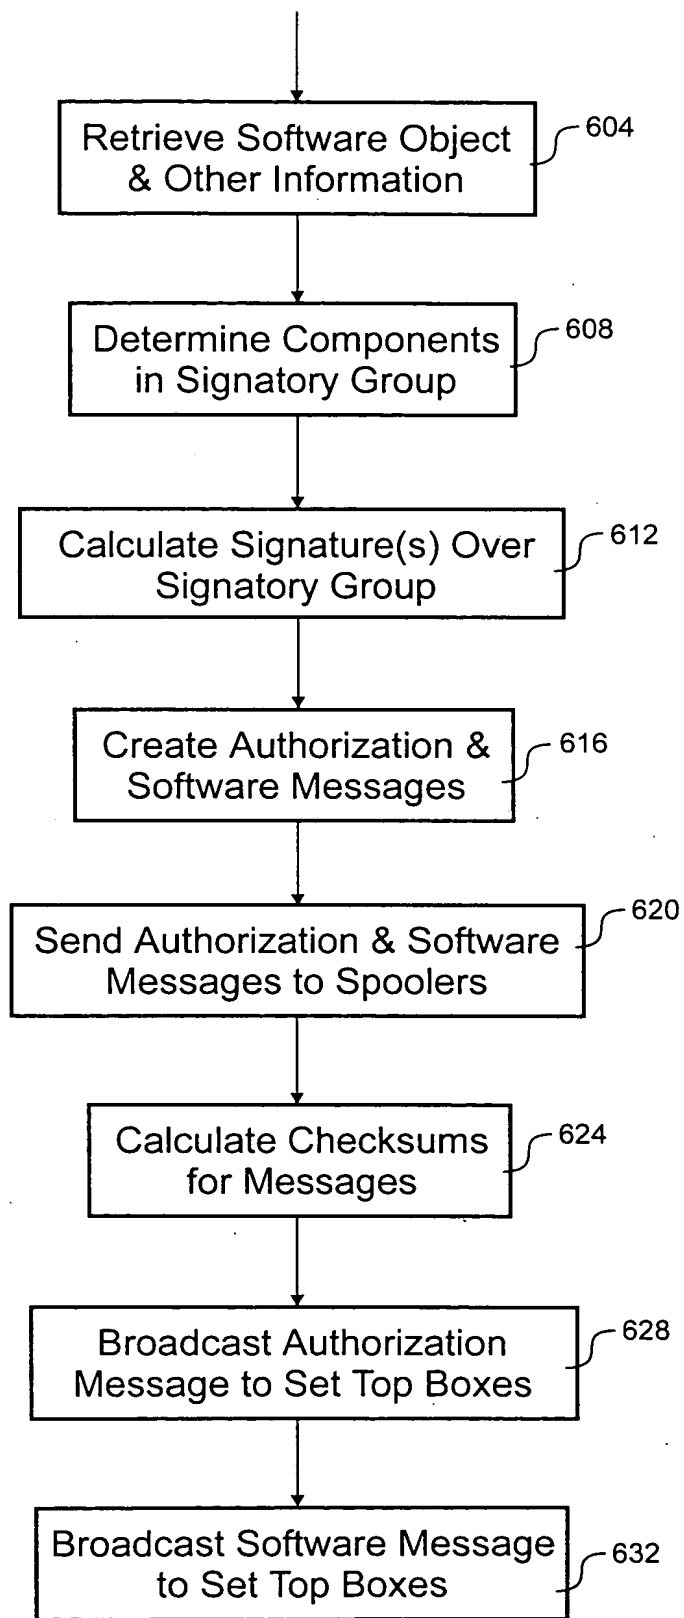 Retrieve Software Object
& Other Information
604
Determine Components
in Signatory Group
608
Calculate Signature(s) Over
Signatory Group
612
Create Authorization &
Software Messages
616
Send Authorization & Software
Messages to Spoolers
620
Calculate Checksums
for Messages
624
Broadcast Authorization
Message to Set Top Boxes
628
Broadcast Software Message
to Set Top Boxes
632